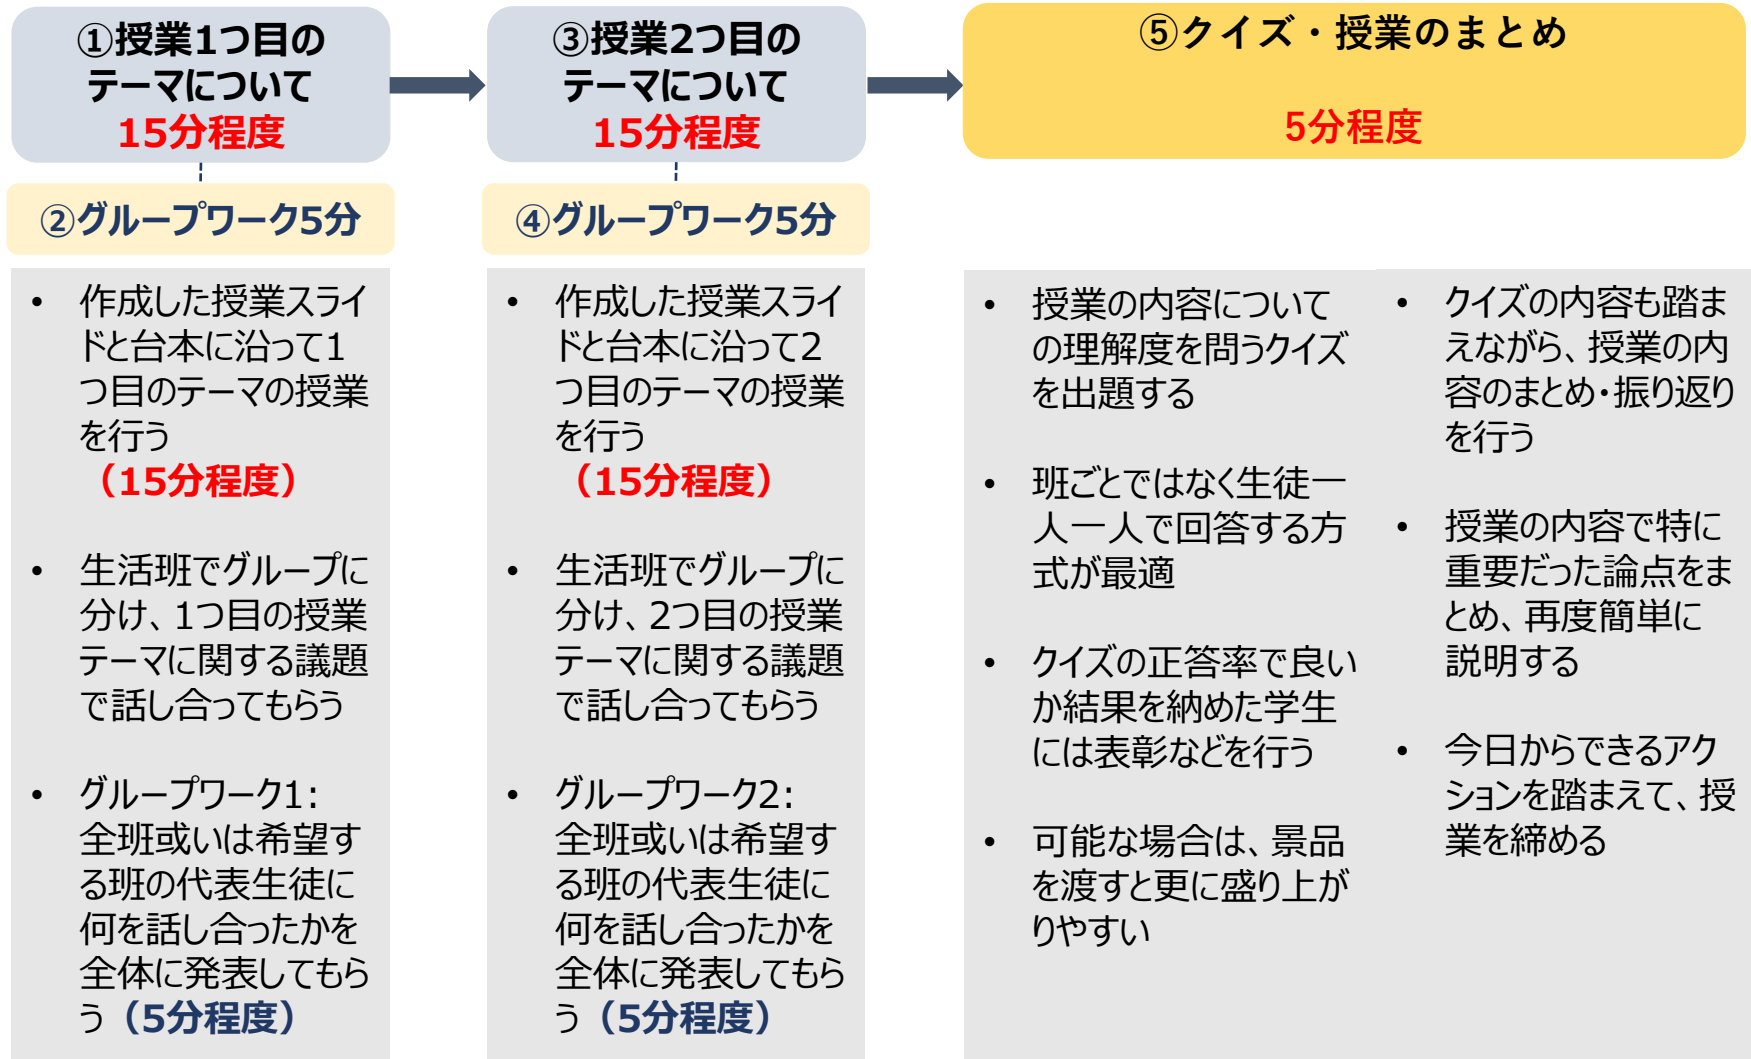 ①授業1つ目の
テーマについて
15分程度
②グループワーク5分
• 作成した授業スライ
ドと台本に沿って1
つ目のテーマの授業
を行う
（15分程度）
• 生活班でグループに
分け、1つ目の授業
テーマに関する議題
で話し合ってもらう
• グループワーク1:
全班或いは希望す
る班の代表生徒に
何を話し合ったかを
全体に発表してもら
う（5分程度）
③授業2つ目の
テーマについて
15分程度
④グループワーク5分
• 作成した授業スライ
ドと台本に沿って2
つ目のテーマの授業
を行う
（15分程度）
• 生活班でグループに
分け、2つ目の授業
テーマに関する議題
で話し合ってもらう
• グループワーク2:
全班或いは希望す
る班の代表生徒に
何を話し合ったかを
全体に発表してもら
う（5分程度）
⑤クイズ・授業のまとめ
5分程度
• 授業の内容について
の理解度を問うクイズ
を出題する
• 班ごとではなく生徒一
人一人で回答する方
式が最適
• クイズの正答率で良い
か結果を納めた学生
には表彰などを行う
• 可能な場合は、景品
を渡すと更に盛り上が
りやすい
• クイズの内容も踏ま
えながら、授業の内
容のまとめ・振り返り
を行う
• 授業の内容で特に
重要だった論点をま
とめ、再度簡単に
説明する
• 今日からできるアク
ションを踏まえて、授
業を締める